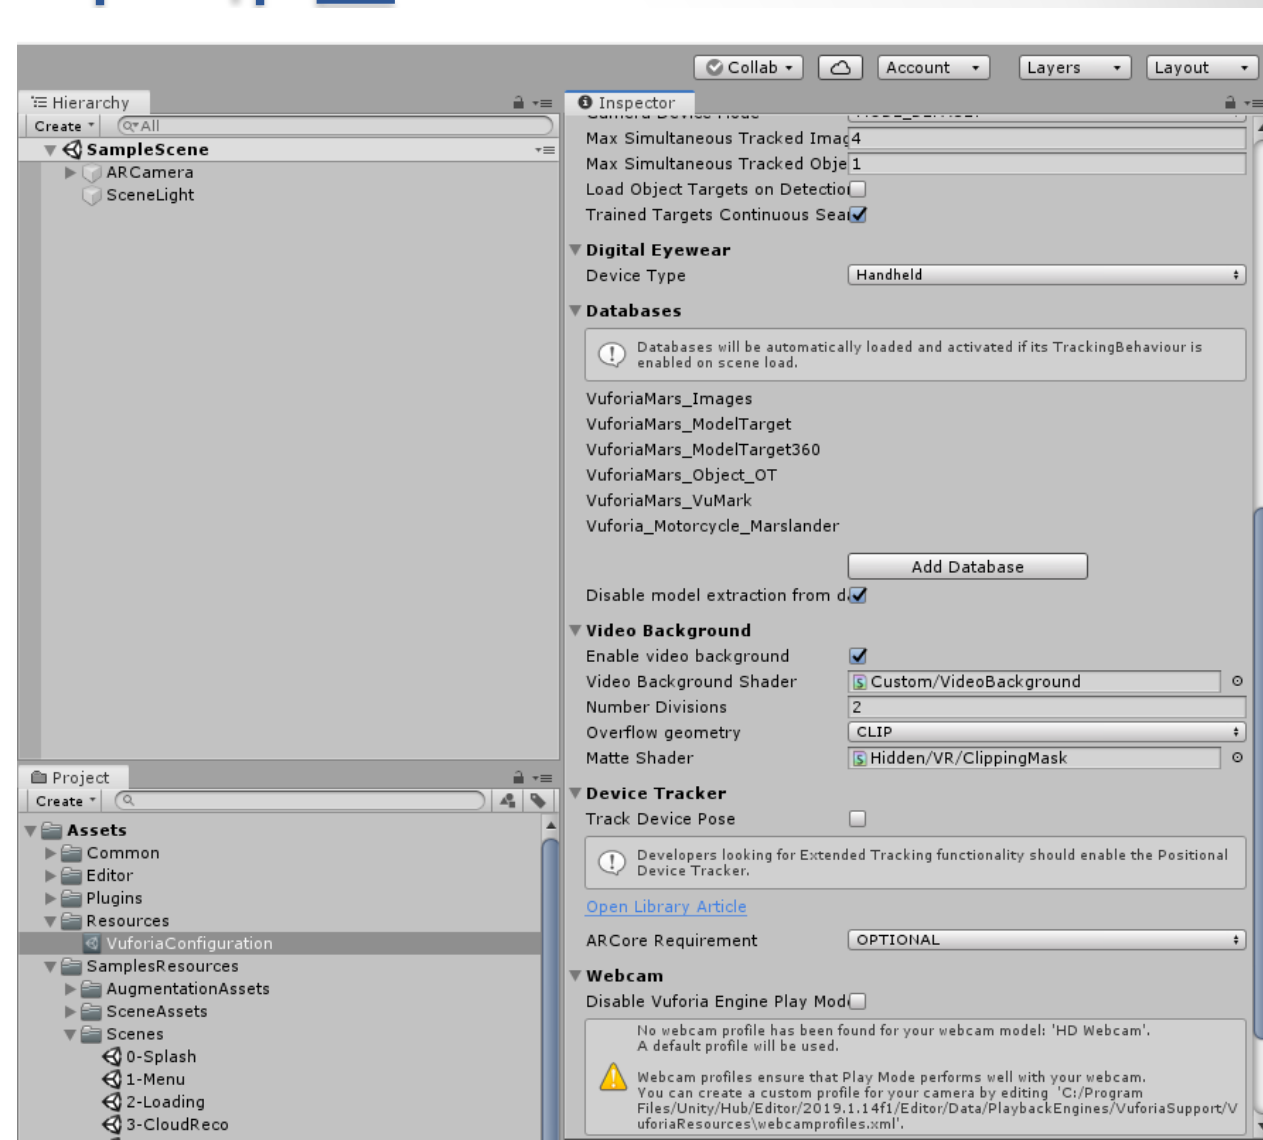 Collab
Account
Layers
Layout
Hierarchy
Create
All
SampleScene
ARCamera
SceneLight
Project
Create
Assets
Common
Editor
Plugins
Resources
VuforiaConfiguration
SamplesResources
AugmentationAssets
SceneAssets
Scenes
0-Splash
1-Menu
2-Loading
3-CloudReco
Inspector
Max Simultaneous Tracked Imag 4
Max Simultaneous Tracked Obje 1
Load Object Targets on Detectio
Trained Targets Continuous Sea
Digital Eyewear
Device Type Handheld
Databases
Databases will be automatically loaded and activated if its TrackingBehaviour is
enabled on scene load.
VuforiaMars_Images
VuforiaMars_ModelTarget
VuforiaMars_ModelTarget360
VuforiaMars_Object_OT
VuforiaMars_VuMark
Vuforia_Motorcycle_Marslander
Add Database
Disable model extraction from d
Video Background
Enable video background
Video Background Shader Custom/VideoBackground
Number Divisions 2
Overflow geometry CLIP
Matte Shader Hidden/VR/ClippingMask
Device Tracker
Track Device Pose
Developers looking for Extended Tracking functionality should enable the Positional
Device Tracker.
Open Library Article
ARCore Requirement OPTIONAL
Webcam
Disable Vuforia Engine Play Mod
No webcam profile has been found for your webcam model: 'HD Webcam'.
A default profile will be used.
Webcam profiles ensure that Play Mode performs well with your webcam.
You can create a custom profile for your camera by editing 'C:/Program
Files/Unity/Hub/Editor/2019.1.14f1/Editor/Data/PlaybackEngines/VuforiaSupport/V
uforiaResources\webcamprofiles.xml'.